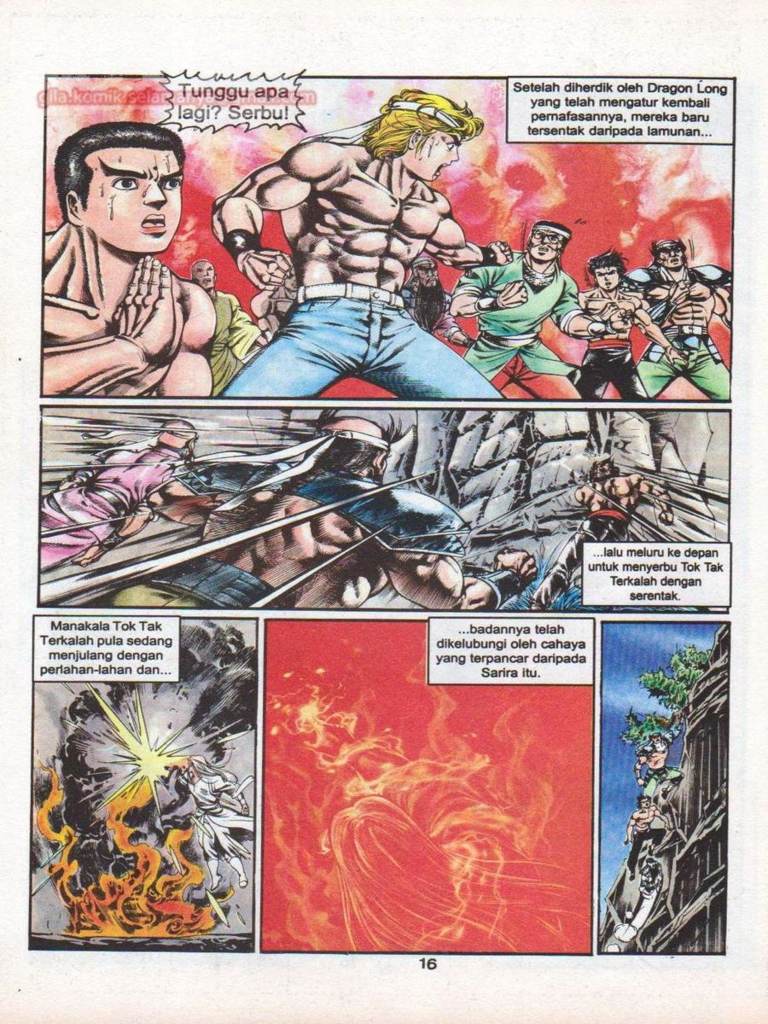 Tunggu apa
lagi? Serbu!
Setelah diherdik oleh Dragon Long
yang telah mengatur kembali
pernafasannya, mereka baru
tersentak daripada lamunan...
...lalu meluru ke depan
untuk menyerbu Tok Tak
Terkalah dengan
serentak.
Manakala Tok Tak
Terkalah pula sedang
menjulang dengan
perlahan-lahan dan...
...badannya telah
dikelubungi oleh cahaya
yang terpancar daripada
Sarira itu.
16